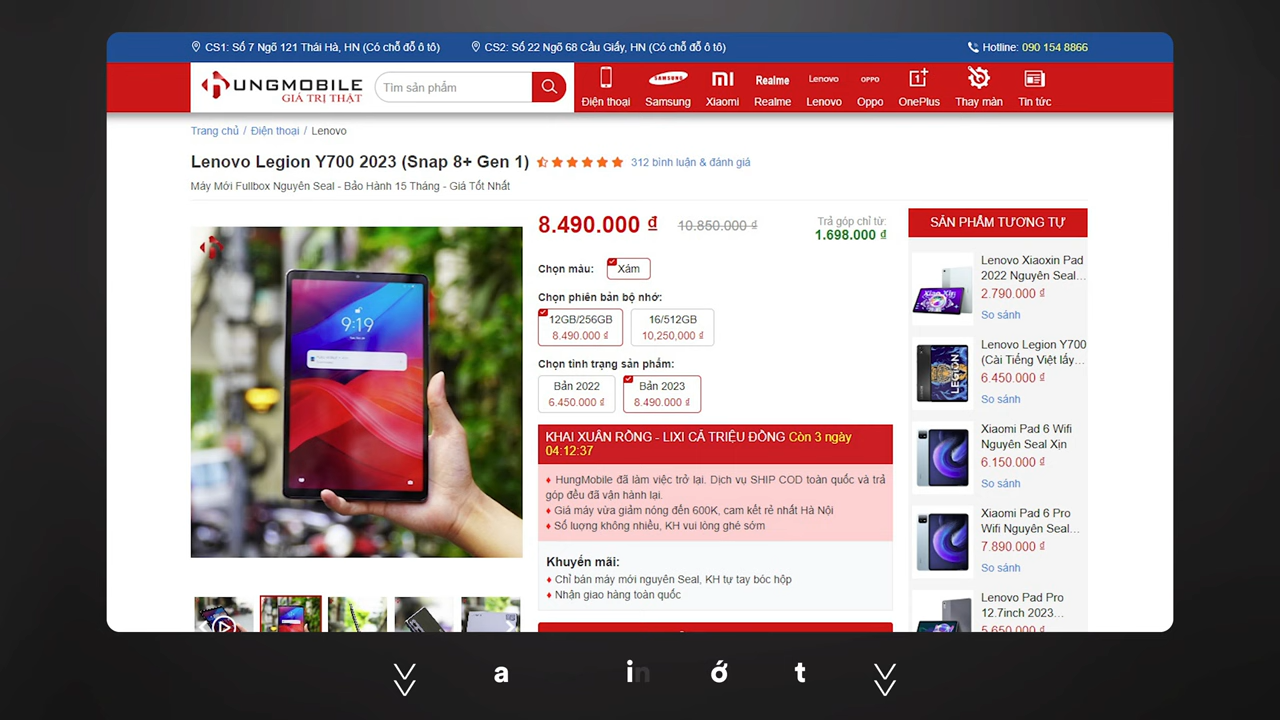 CS1: Số 7 Ngõ 121 Thái Hà, HN (Có chỗ đỗ ô tô)
CS2: Số 22 Ngõ 68 Cầu Giấy, HN (Có chỗ đỗ ô tô)
Hotline: 090 154 8866
HUNGMOBILE
GIÁ TRỊ THẬT
Tìm sản phẩm
Điện thoại
SAMSUNG
Samsung
Xiaomi
Realme
Realme
Lenovo
Lenovo
OPPO
Oppo
OnePlus
Thay màn
Tin tức
Trang chủ / Điện thoại / Lenovo
Lenovo Legion Y700 2023 (Snap 8+ Gen 1)
312 bình luận & đánh giá
Máy Mới Fullbox Nguyên Seal - Bảo Hành 15 Tháng - Giá Tốt Nhất
9:19
8.490.000 ₫
10.850.000 ₫
Trả góp chỉ từ:
1.698.000 ₫
Chọn màu:
Xám
Chọn phiên bản bộ nhớ:
12GB/256GB
8.490.000 ₫
16/512GB
10,250,000 ₫
Chọn tình trạng sản phẩm:
Bản 2022
6.450.000 ₫
Bản 2023
8.490.000 ₫
KHAI XUÂN RỒNG - LIXI CẢ TRIỆU ĐỒNG Còn 3 ngày
04:12:37
♦ HungMobile đã làm việc trở lại. Dịch vụ SHIP COD toàn quốc và trả
góp đều đã vận hành lại.
♦ Giá máy vừa giảm nóng đến 600K, cam kết rẻ nhất Hà Nội
♦ Số lượng không nhiều, KH vui lòng ghé sớm
Khuyến mãi:
♦ Chỉ bán máy mới nguyên Seal, KH tự tay bóc hộp
♦ Nhận giao hàng toàn quốc
SẢN PHẨM TƯƠNG TỰ
Lenovo Xiaoxin Pad
2022 Nguyên Seal...
2.790.000 ₫
So sánh
Lenovo Legion Y700
(Cài Tiếng Việt lấy...
6.450.000 ₫
So sánh
LEGION
Xiaomi Pad 6 Wifi
Nguyên Seal Xịn
6.150.000 ₫
So sánh
Xiaomi Pad 6 Pro
Wifi Nguyên Seal...
7.890.000 ₫
So sánh
Lenovo Pad Pro
12.7inch 2023...
5.650.000 ₫
a in ớ t